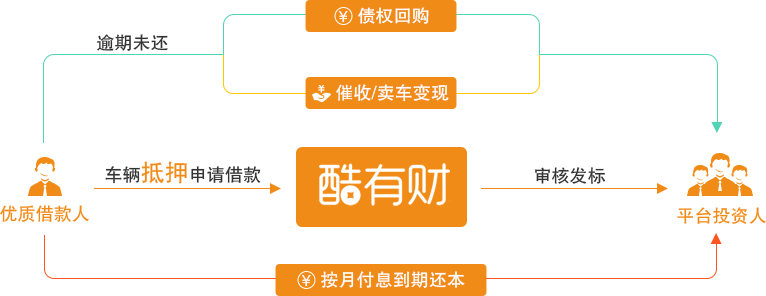 债权回购
逾期未还
催收/卖车变现
车辆抵押申请借款
酷有财
审核发标
优质借款人
平台投资人
按月付息到期还本